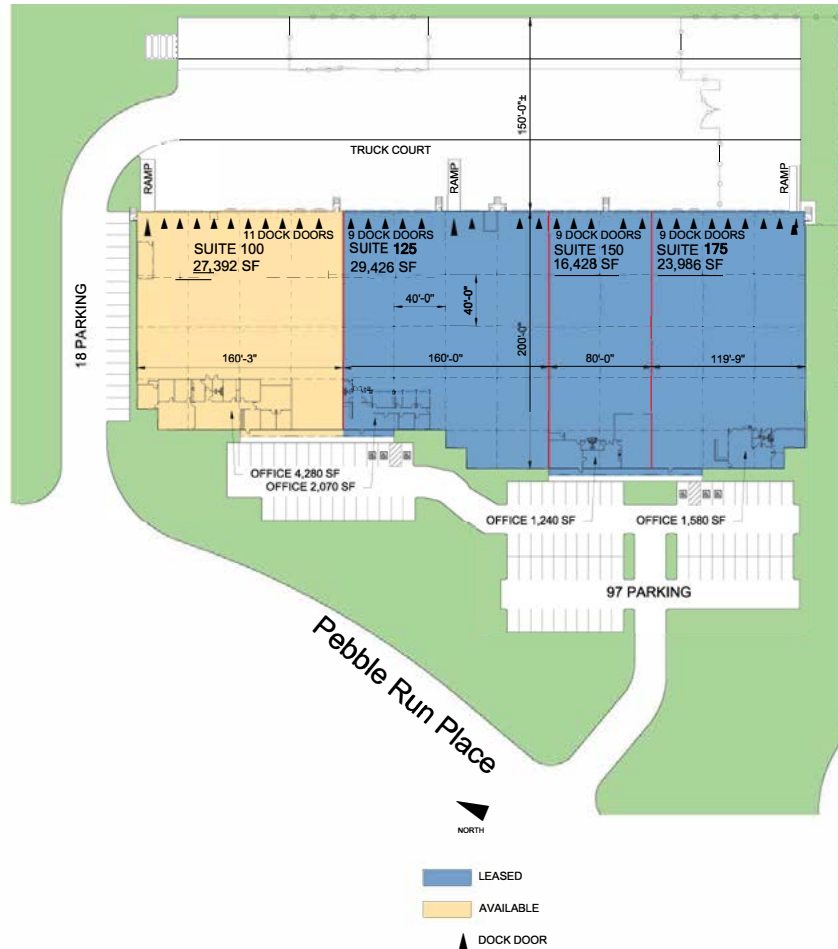 150'-0"±
TRUCK COURT
RAMP
RAMP
RAMP
11 DOCK DOORS
SUITE 100
27,392 SF
9 DOCK DOORS
SUITE 125
29,426 SF
9 DOCK DOORS
SUITE 150
16,428 SF
9 DOCK DOORS
SUITE 175
23,986 SF
18 PARKING
40'-0"
40'-0"
200'-0"
160'-3"
160'-0"
80'-0"
119'-9"
OFFICE 4,280 SF
OFFICE 2,070 SF
OFFICE 1,240 SF
OFFICE 1,580 SF
97 PARKING
Pebble Run Place
NORTH
LEASED
AVAILABLE
DOCK DOOR